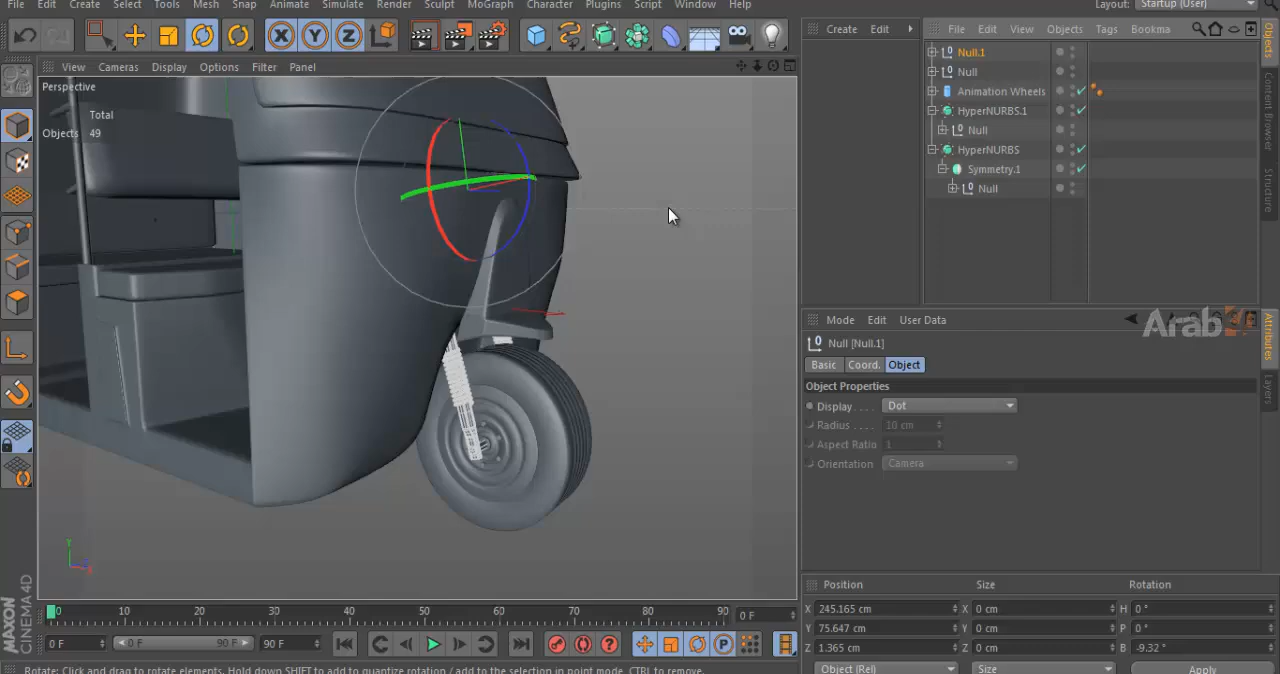 File Edit Create Select Tools Mesh Snap Animate Simulate Render Sculpt MoGraph Character Plugins Script Window Help Layout: Startup (User)
View Cameras Display Options Filter Panel
Perspective
Total
Objects 49
Create Edit
File Edit View Objects Tags Bookma
Null.1
Null
Animation Wheels
HyperNURBS.1
Null
HyperNURBS
Symmetry.1
Null
Objects
Content Browser
Structure
Mode Edit User Data
Arab
Null [Null.1]
Basic Coord. Object
Object Properties
Display . . . . Dot
Radius . . . . 10 cm
Aspect Ratio 1
Orientation Camera
Attributes
Layers
Position Size Rotation
X 245.165 cm X 0 cm H 0 °
Y 75.647 cm Y 0 cm P 0 °
Z 1.365 cm Z 0 cm B -9.32 °
Object (Rel) Size Apply
0 10 20 30 40 50 60 70 80 90 0 F
0 F 0 F 90 F 90 F
MAXON
CINEMA 4D
Rotate: Click and drag to rotate elements. Hold down SHIFT to add to quantize rotation / add to the selection in point mode, CTRL to remove.